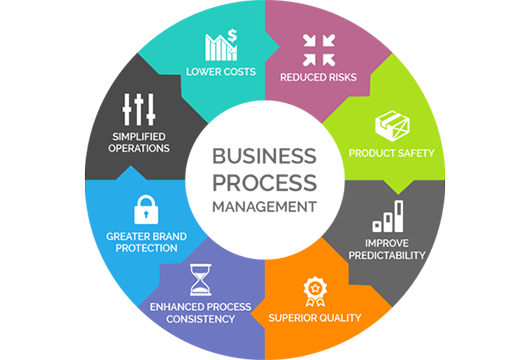 BUSINESS
PROCESS
MANAGEMENT
$
LOWER COSTS
REDUCED RISKS
PRODUCT SAFETY
IMPROVE
PREDICTABILITY
SUPERIOR QUALITY
ENHANCED PROCESS
CONSISTENCY
GREATER BRAND
PROTECTION
SIMPLIFIED
OPERATIONS